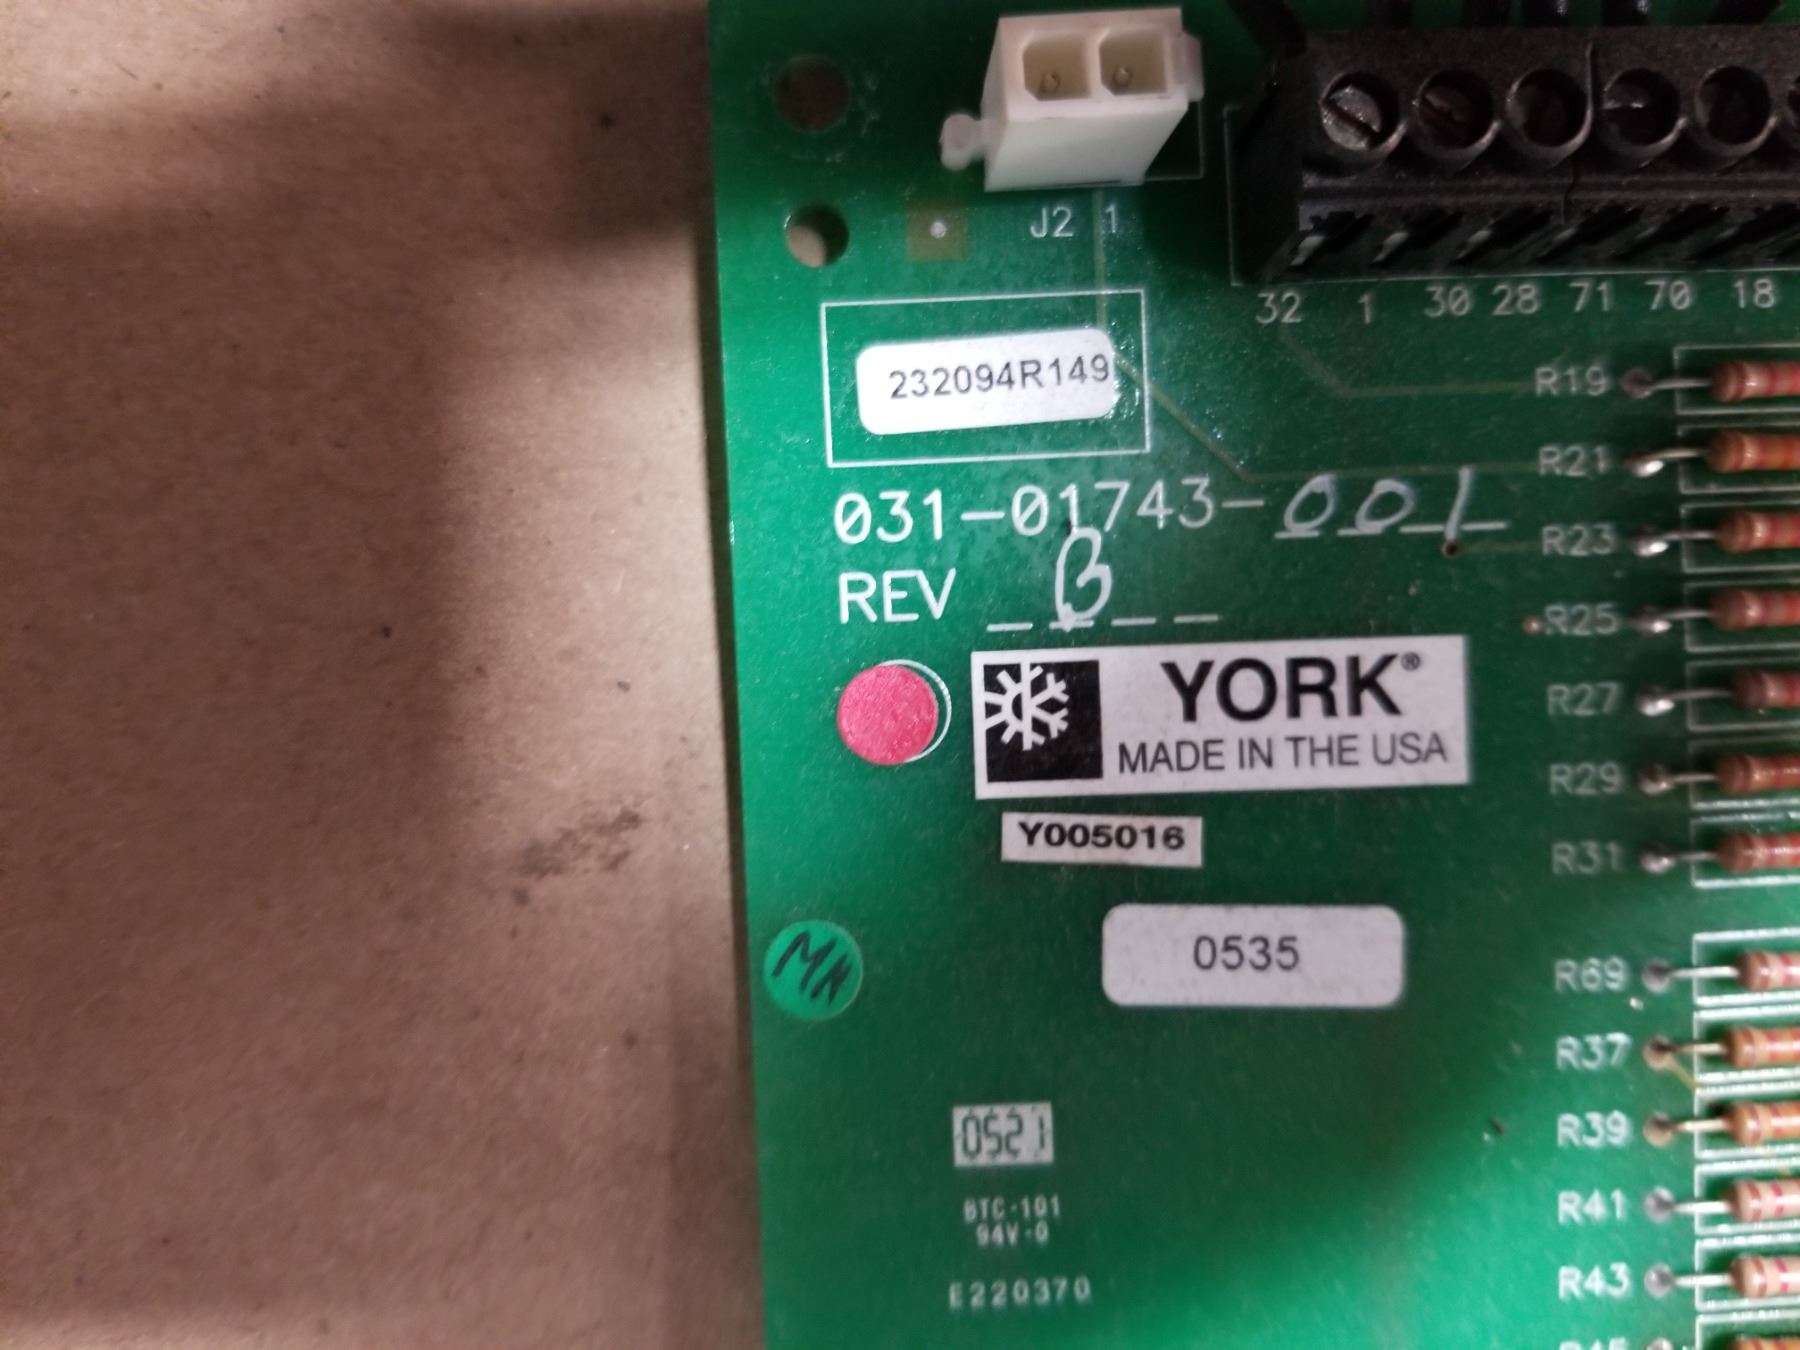 J2 1
32 1 30 28 71 70 18
232094R149
R19
R21
031-01743-001
R23
REV B
R25
YORK®
MADE IN THE USA
R27
R29
Y005016
R31
0535
MN
R69
R37
0521
R39
BTC-101
94V-0
R41
E220370
R43
R45